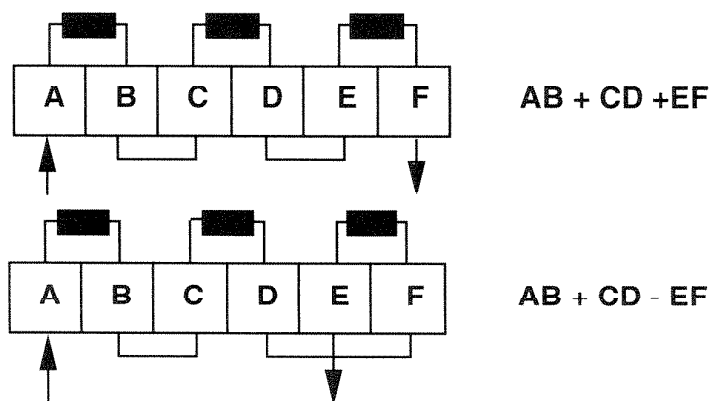 A B C D E F AB + CD +EF
A B C D E F AB + CD - EF